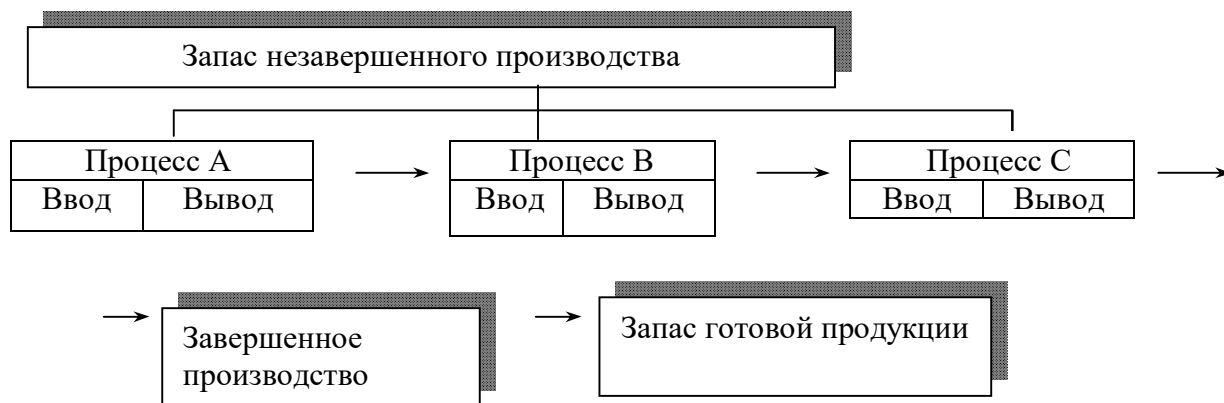 Запас незавершенного производства
Процесс А
Процесс В
Процесс С
Ввод
Вывод
Ввод
Вывод
Ввод
Вывод
Завершенное
производство
Запас готовой продукции